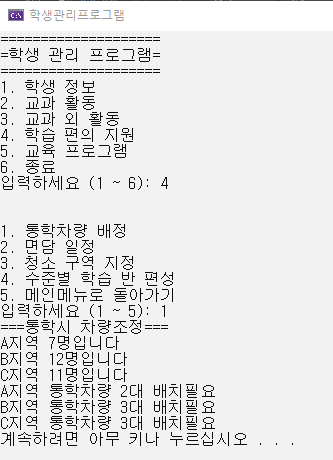 학생관리프로그램
====================
=학생 관리 프로그램=
====================
1. 학생 정보
2. 교과 활동
3. 교과 외 활동
4. 학습 편의 지원
5. 교육 프로그램
6. 종료
입력하세요 (1 ~ 6): 4
1. 통학차량 배정
2. 면담 일정
3. 청소 구역 지정
4. 수준별 학습 반 편성
5. 메인메뉴로 돌아가기
입력하세요 (1 ~ 5): 1
===통학시 차량조정===
A지역 7명입니다
B지역 12명입니다
C지역 11명입니다
A지역 통학차량 2대 배치필요
B지역 통학차량 3대 배치필요
C지역 통학차량 3대 배치필요
계속하려면 아무 키나 누르십시오 . . .